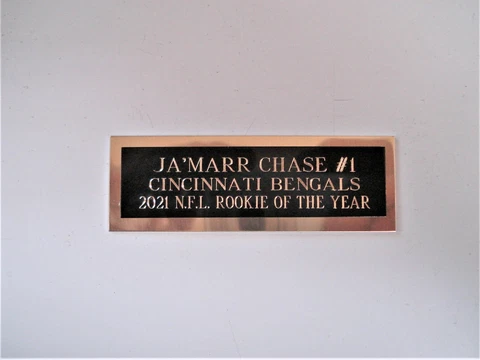 JA'MARR CHASE #1
CINCINNATI BENGALS
2021 N.F.L. ROOKIE OF THE YEAR